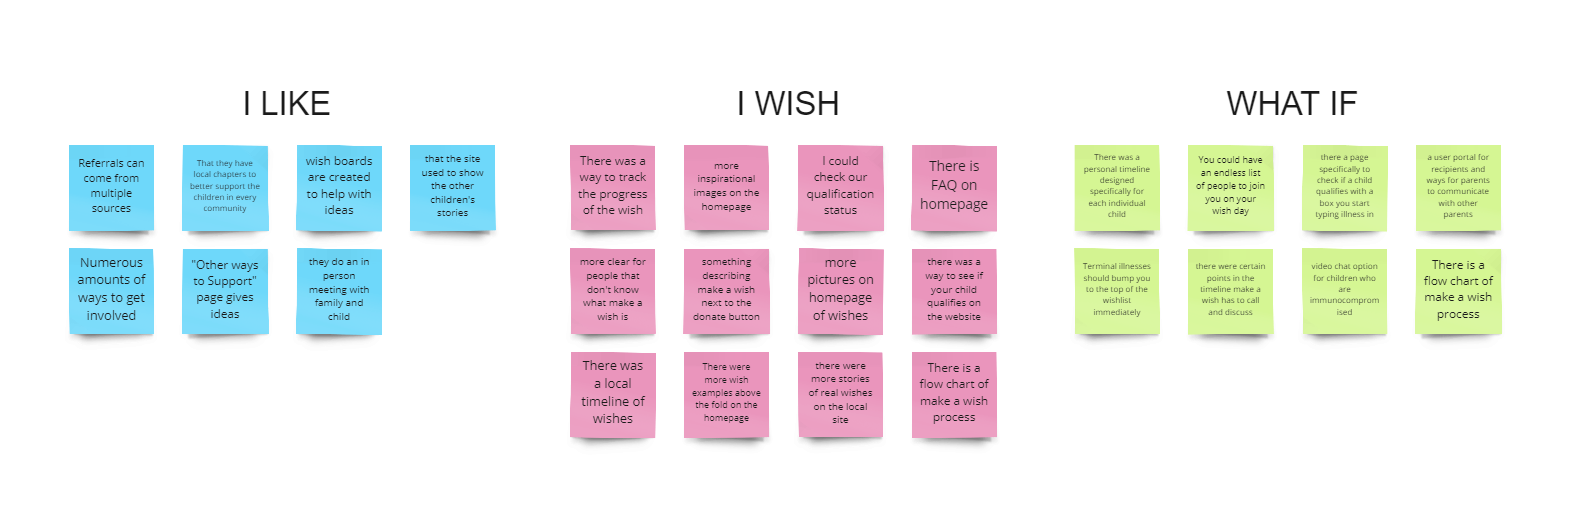 I LIKE
Referrals can
come from
multiple
sources
That they have
local chapters to
better support the
children in every
community
wish boards
are created
to help with
ideas
that the site
used to show
the other
children's
stories
Numerous
amounts of
ways to get
involved
"Other ways
to Support"
page gives
ideas
they do an in
person
meeting with
family and
child
I WISH
There was a
way to track
the progress
of the wish
more
inspirational
images on the
homepage
I could
check our
qualification
status
There is
FAQ on
homepage
more clear for
people that
don't know
what make a
wish is
something
describing
make a wish
next to the
donate button
more
pictures on
homepage
of wishes
there was a
way to see if
your child
qualifies on
the website
There was
a local
timeline of
wishes
There were
more wish
examples above
the fold on the
homepage
there were
more stories
of real wishes
on the local
site
There is a
flow chart of
make a wish
process
WHAT IF
There was a
personal timeline
designed
specifically for
each individual
child
You could have
an endless list
of people to join
you on your
wish day
there a page
specifically to
check if a child
qualifies with a
box you start
typing illness in
a user portal for
recipients and
ways for parents
to communicate
with other
parents
Terminal illnesses
should bump you
to the top of the
wishlist
immediately
there were certain
points in the
timeline make a
wish has to call
and discuss
video chat option
for children who
are
immunocomprom
ised
There is a
flow chart of
make a wish
process